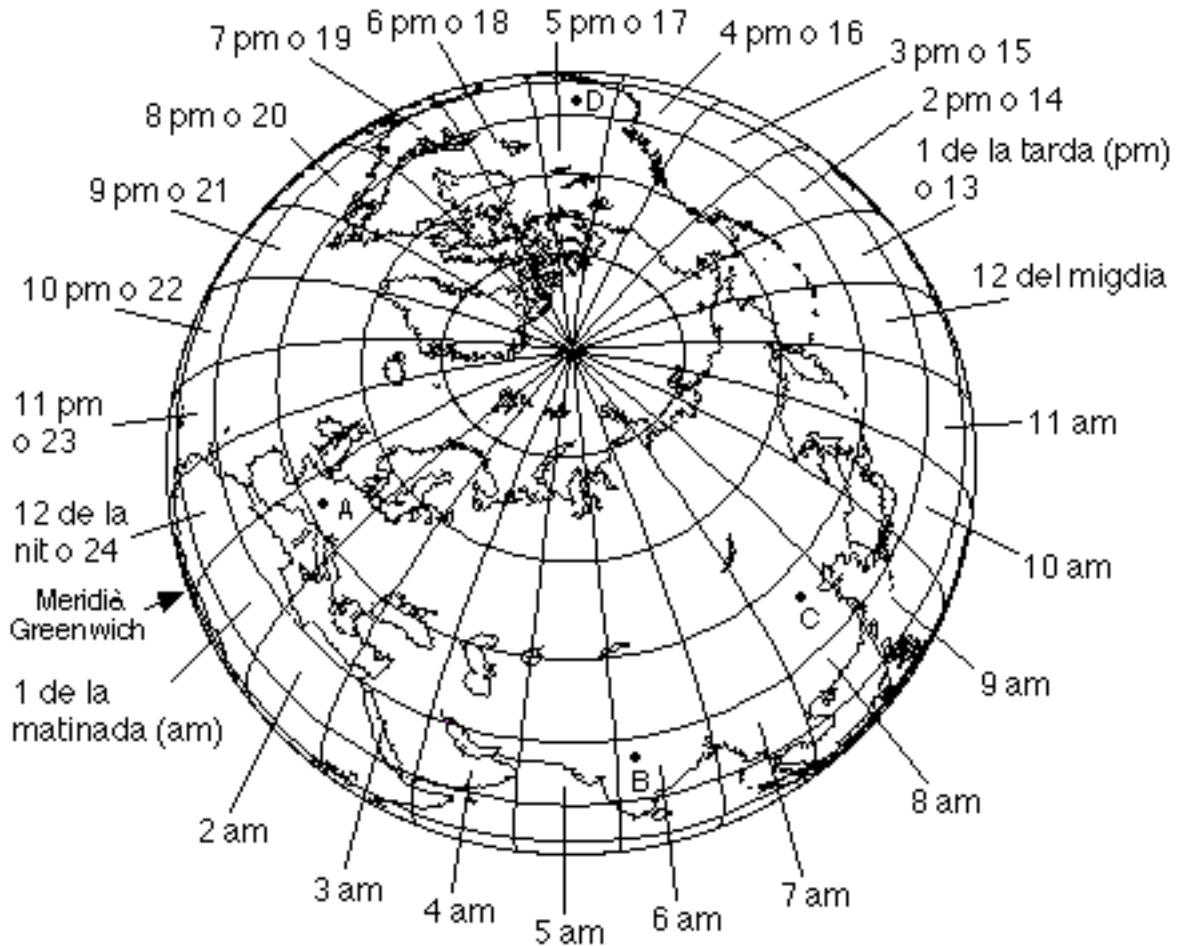 6 pm o 18
5 pm o 17
4 pm o 16
7 pm o 19
3 pm o 15
8 pm o 20
2 pm o 14
D
1 de la tarda (pm)
o 13
9 pm o 21
12 del migdia
10 pm o 22
11 pm
o 23
11 am
A
12 de la
nit o 24
10 am
Meridià
Greenwich
C
9 am
1 de la
matinada (am)
B
8 am
2 am
7 am
3 am
4 am
6 am
5 am